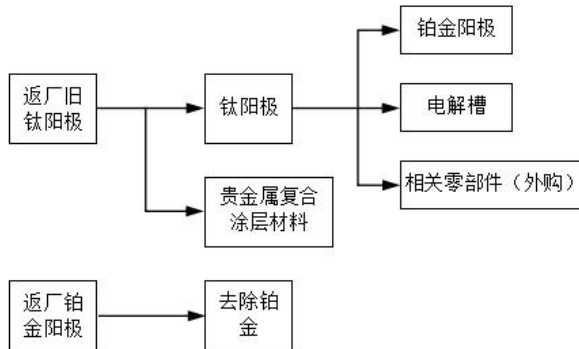 铂金阳极
返厂旧
钛阳极
钛阳极
电解槽
相关零部件（外购）
贵金属复合
涂层材料
返厂铂
金阳极
去除铂
金